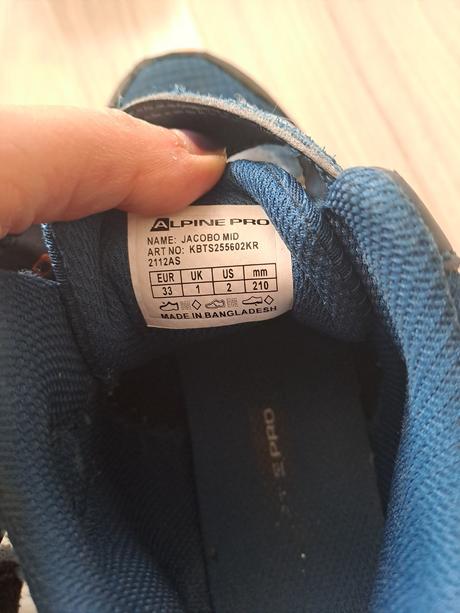 ALPINE PRO
NAME: JACOBO MID
ART NO: KBTS255602KR
2112AS
EUR UK US mm
33 1 2 210
MADE IN BANGLADESH